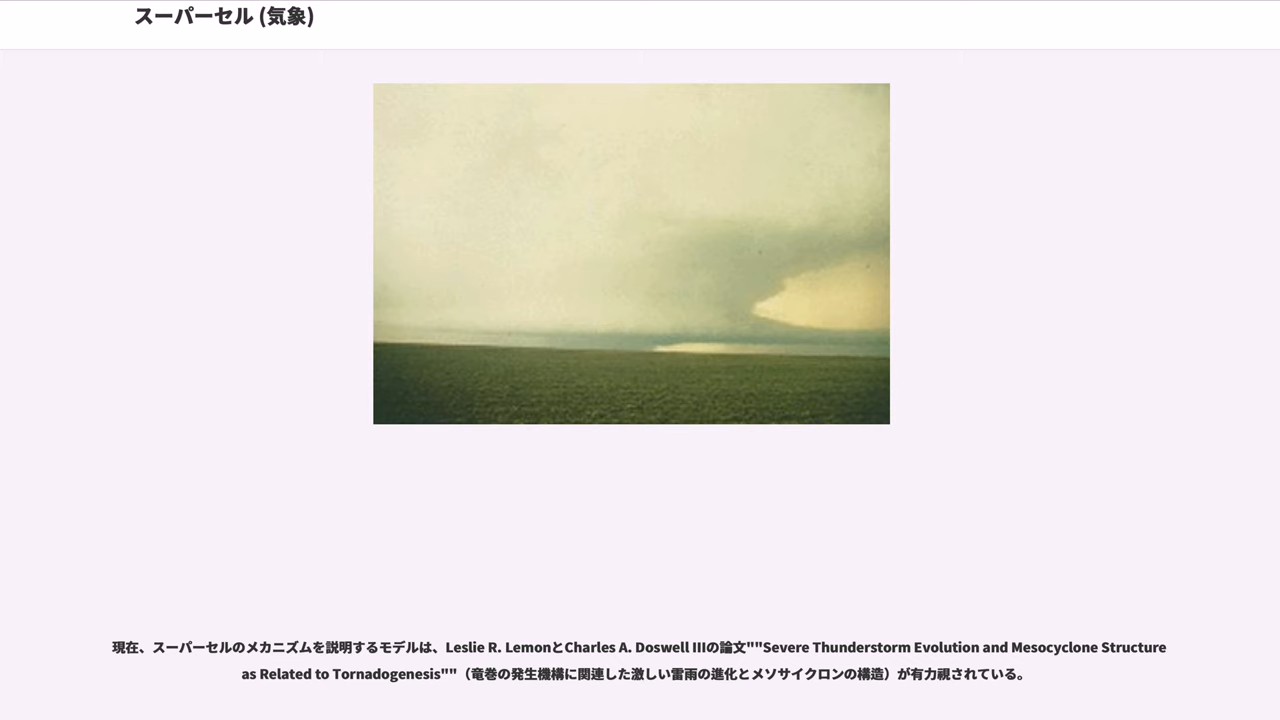 スーパーセル (気象)
現在、スーパーセルのメカニズムを説明するモデルは、Leslie R. LemonとCharles A. Doswell IIIの論文""Severe Thunderstorm Evolution and Mesocyclone Structure
as Related to Tornadogenesis""（竜巻の発生機構に関連した激しい雷雨の進化とメソサイクロンの構造）が有力視されている。